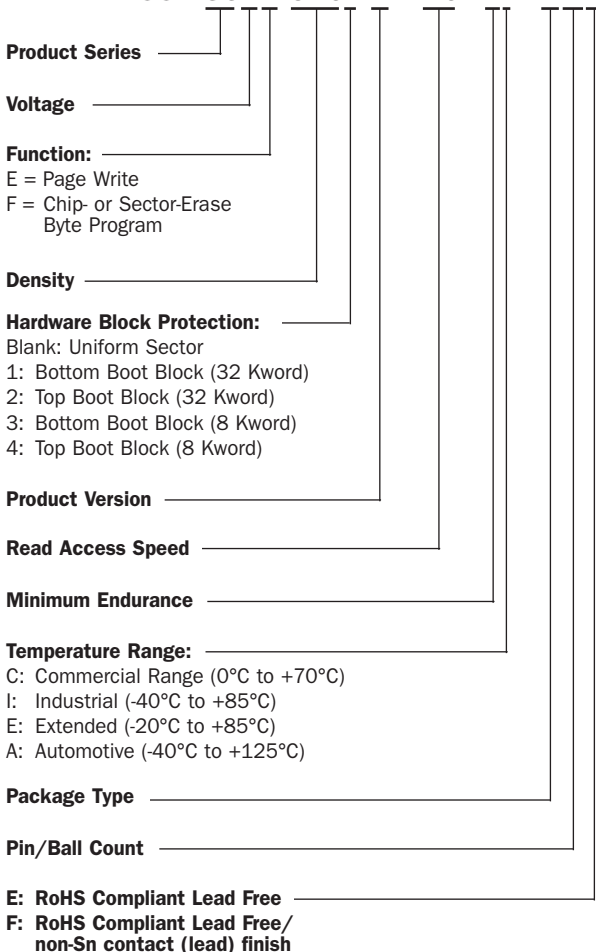 Product Series
Voltage
Function:
E = Page Write
F = Chip- or Sector-Erase
Byte Program
Density
Hardware Block Protection:
Blank: Uniform Sector
1: Bottom Boot Block (32 Kword)
2: Top Boot Block (32 Kword)
3: Bottom Boot Block (8 Kword)
4: Top Boot Block (8 Kword)
Product Version
Read Access Speed
Minimum Endurance
Temperature Range:
C: Commercial Range (0°C to +70°C)
I: Industrial (-40°C to +85°C)
E: Extended (-20°C to +85°C)
A: Automotive (-40°C to +125°C)
Package Type
Pin/Ball Count
E: RoHS Compliant Lead Free
F: RoHS Compliant Lead Free/
non-Sn contact (lead) finish